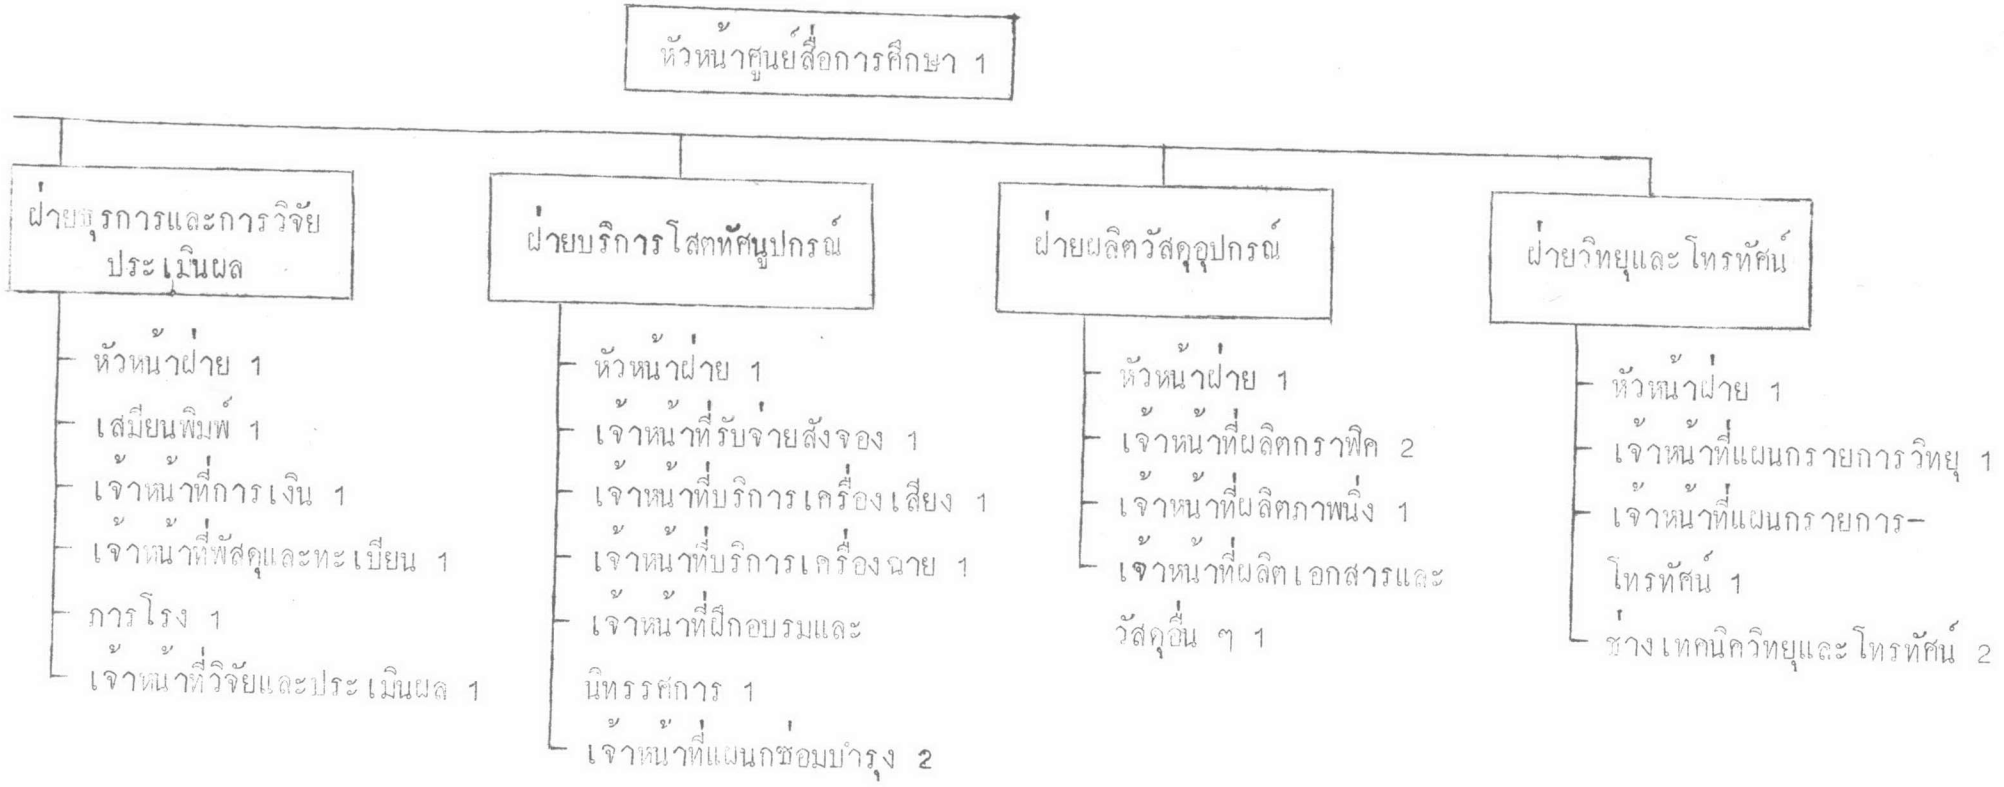 หัวหน้าศูนย์สื่อการศึกษา 1
ฝ่ายธุรการและการวิจัย
ประเมินผล
หัวหน้าฝ่าย 1
เสมียนพิมพ์ 1
เจ้าหน้าที่การเงิน 1
เจ้าหน้าที่พัสดุและทะเบียน 1
ภารโรง 1
เจ้าหน้าที่วิจัยและประเมินผล 1
ฝ่ายบริการโสตทัศนูปกรณ์
หัวหน้าฝ่าย 1
เจ้าหน้าที่รับจ่ายสั่งจอง 1
เจ้าหน้าที่บริการเครื่องเสียง 1
เจ้าหน้าที่บริการเครื่องฉาย 1
เจ้าหน้าที่ฝึกอบรมและ
นิทรรศการ 1
เจ้าหน้าที่แผนกซ่อมบำรุง 2
ฝ่ายผลิตวัสดุอุปกรณ์
หัวหน้าฝ่าย 1
เจ้าหน้าที่ผลิตกราฟิค 2
เจ้าหน้าที่ผลิตภาพนิ่ง 1
เจ้าหน้าที่ผลิตเอกสารและ
วัสดุอื่น ๆ 1
ฝ่ายวิทยุและโทรทัศน์
หัวหน้าฝ่าย 1
เจ้าหน้าที่แผนกรายการวิทยุ 1
เจ้าหน้าที่แผนกรายการ-
โทรทัศน์ 1
ช่างเทคนิควิทยุและโทรทัศน์ 2